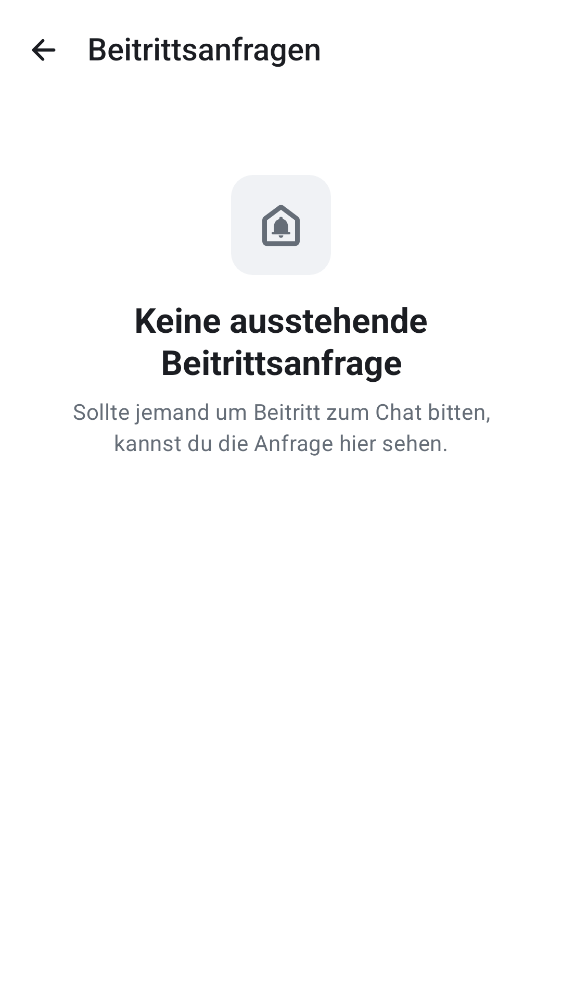 Beitrittsanfragen
Keine ausstehende
Beitrittsanfrage
Sollte jemand um Beitritt zum Chat bitten,
kannst du die Anfrage hier sehen.